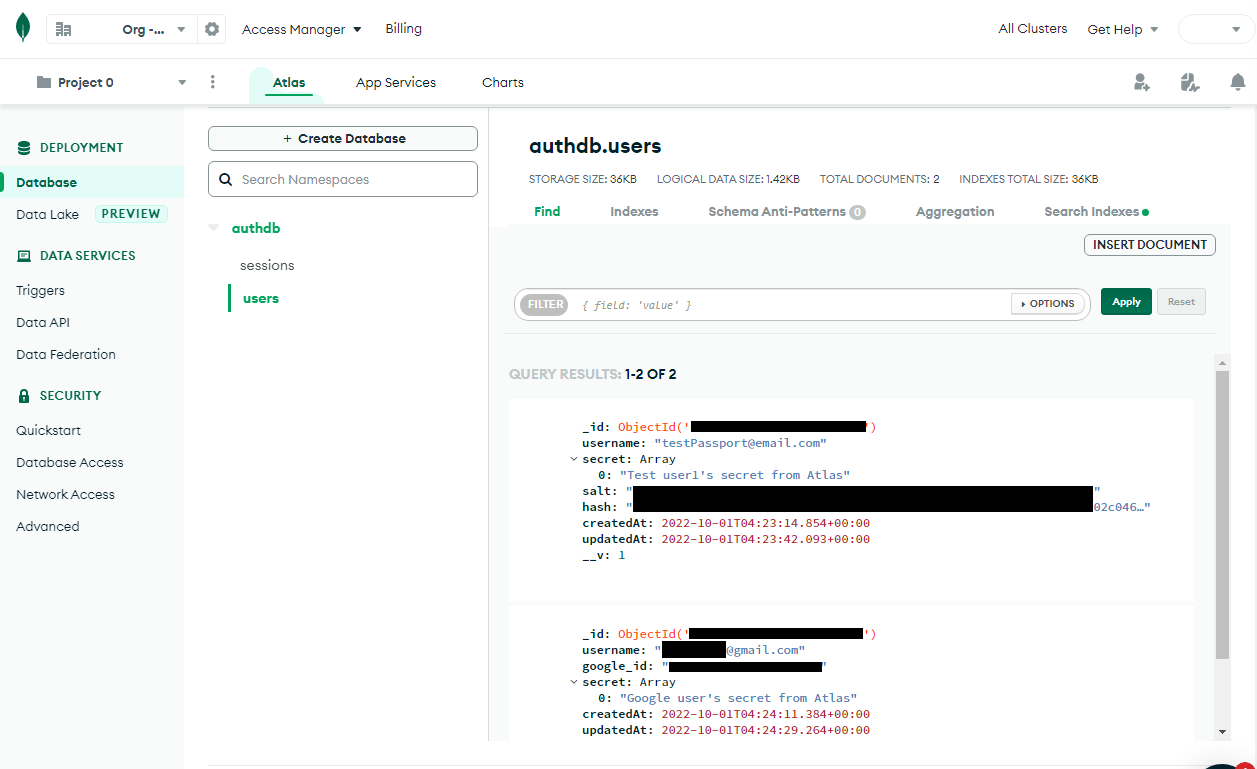 Org -...
Access Manager
Billing
All Clusters
Get Help
Project 0
Atlas
App Services
Charts
DEPLOYMENT
Database
Data Lake PREVIEW
DATA SERVICES
Triggers
Data API
Data Federation
SECURITY
Quickstart
Database Access
Network Access
Advanced
+ Create Database
Search Namespaces
authdb
sessions
users
authdb.users
STORAGE SIZE: 36KB LOGICAL DATA SIZE: 1.42KB TOTAL DOCUMENTS: 2 INDEXES TOTAL SIZE: 36KB
Find Indexes Schema Anti-Patterns 0 Aggregation Search Indexes
INSERT DOCUMENT
FILTER { field: 'value' } OPTIONS Apply Reset
QUERY RESULTS: 1-2 OF 2
_id: ObjectId('')
username: "testPassport@email.com"
secret: Array
0: "Test user1's secret from Atlas"
salt: ""
hash: "02c046…"
createdAt: 2022-10-01T04:23:14.854+00:00
updatedAt: 2022-10-01T04:23:42.093+00:00
__v: 1
_id: ObjectId('')
username: "@gmail.com"
google_id: ""
secret: Array
0: "Google user's secret from Atlas"
createdAt: 2022-10-01T04:24:11.384+00:00
updatedAt: 2022-10-01T04:24:29.264+00:00